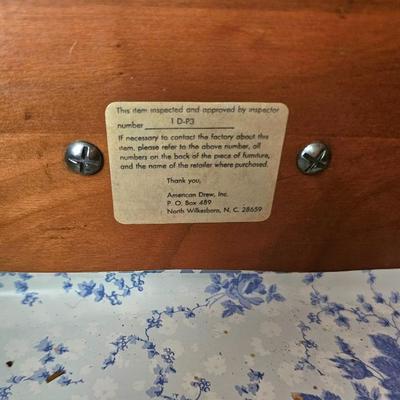 This item inspected and approved by inspector
number 1 D-P3
If necessary to contact the factory about this
item, please refer to the above number, all
numbers on the back of the piece of furniture,
and the name of the retailer where purchased.
Thank you,
American Drew, Inc.
P. O. Box 489
North Wilkesboro, N. C. 28659